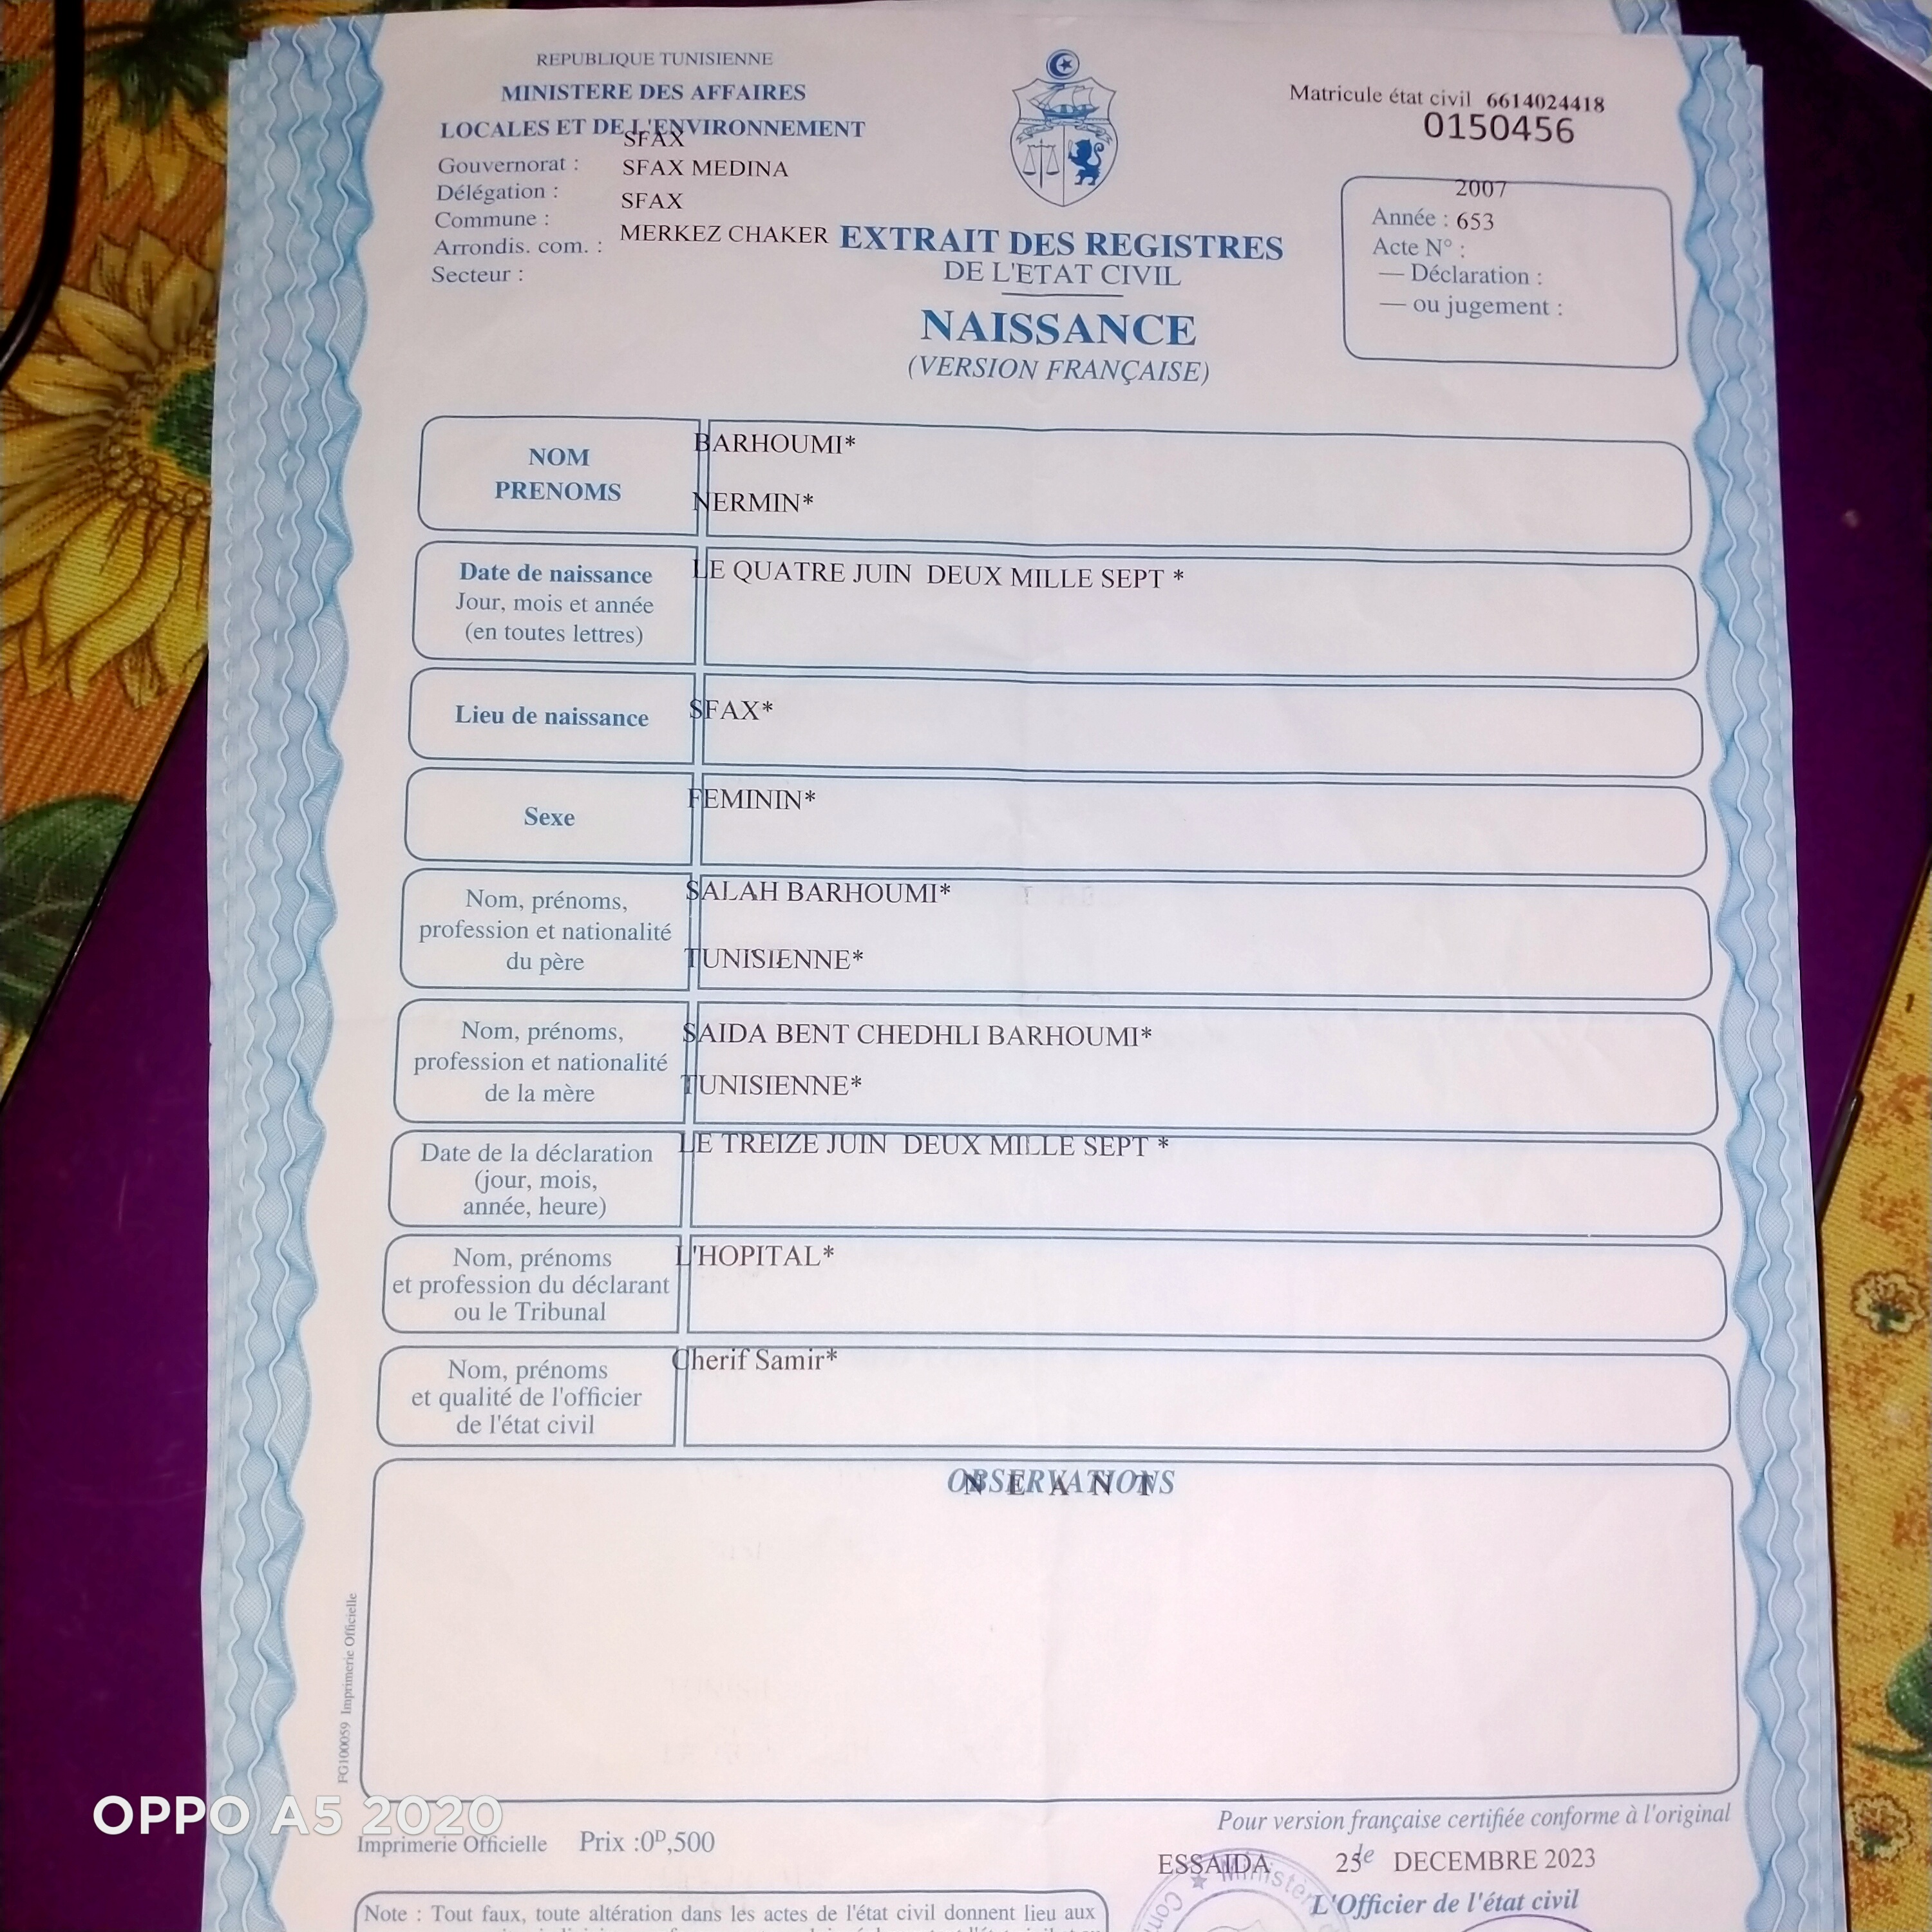 REPUBLIQUE TUNISIENNE
MINISTERE DES AFFAIRES
LOCALES ET DE L'ENVIRONNEMENT
SFAX
Gouvernorat :
SFAX MEDINA
Délégation :
SFAX
Commune :
MERKEZ CHAKER
Arrondis. com. :
Secteur :
Matricule état civil 6614024418
0150456
2007
Année : 653
Acte N° :
— Déclaration :
— ou jugement :
EXTRAIT DES REGISTRES
DE L'ETAT CIVIL
NAISSANCE
(VERSION FRANÇAISE)
NOM
PRENOMS
BARHOUMI*
NERMIN*
Date de naissance
Jour, mois et année
(en toutes lettres)
LE QUATRE JUIN DEUX MILLE SEPT *
Lieu de naissance
SFAX*
Sexe
FEMININ*
Nom, prénoms,
profession et nationalité
du père
SALAH BARHOUMI*
TUNISIENNE*
Nom, prénoms,
profession et nationalité
de la mère
SAIDA BENT CHEDHLI BARHOUMI*
TUNISIENNE*
Date de la déclaration
(jour, mois,
année, heure)
LE TREIZE JUIN DEUX MILLE SEPT *
Nom, prénoms
et profession du déclarant
ou le Tribunal
L'HOPITAL*
Nom, prénoms
et qualité de l'officier
de l'état civil
Cherif Samir*
OBSERVATIONS
N E A N T
FG100059 Imprimerie Officielle
OPPO A5 2020
Imprimerie Officielle Prix :0ᴰ,500
Pour version française certifiée conforme à l'original
ESSAIDA le 25 DECEMBRE 2023
L'Officier de l'état civil
Note : Tout faux, toute altération dans les actes de l'état civil donnent lieu aux